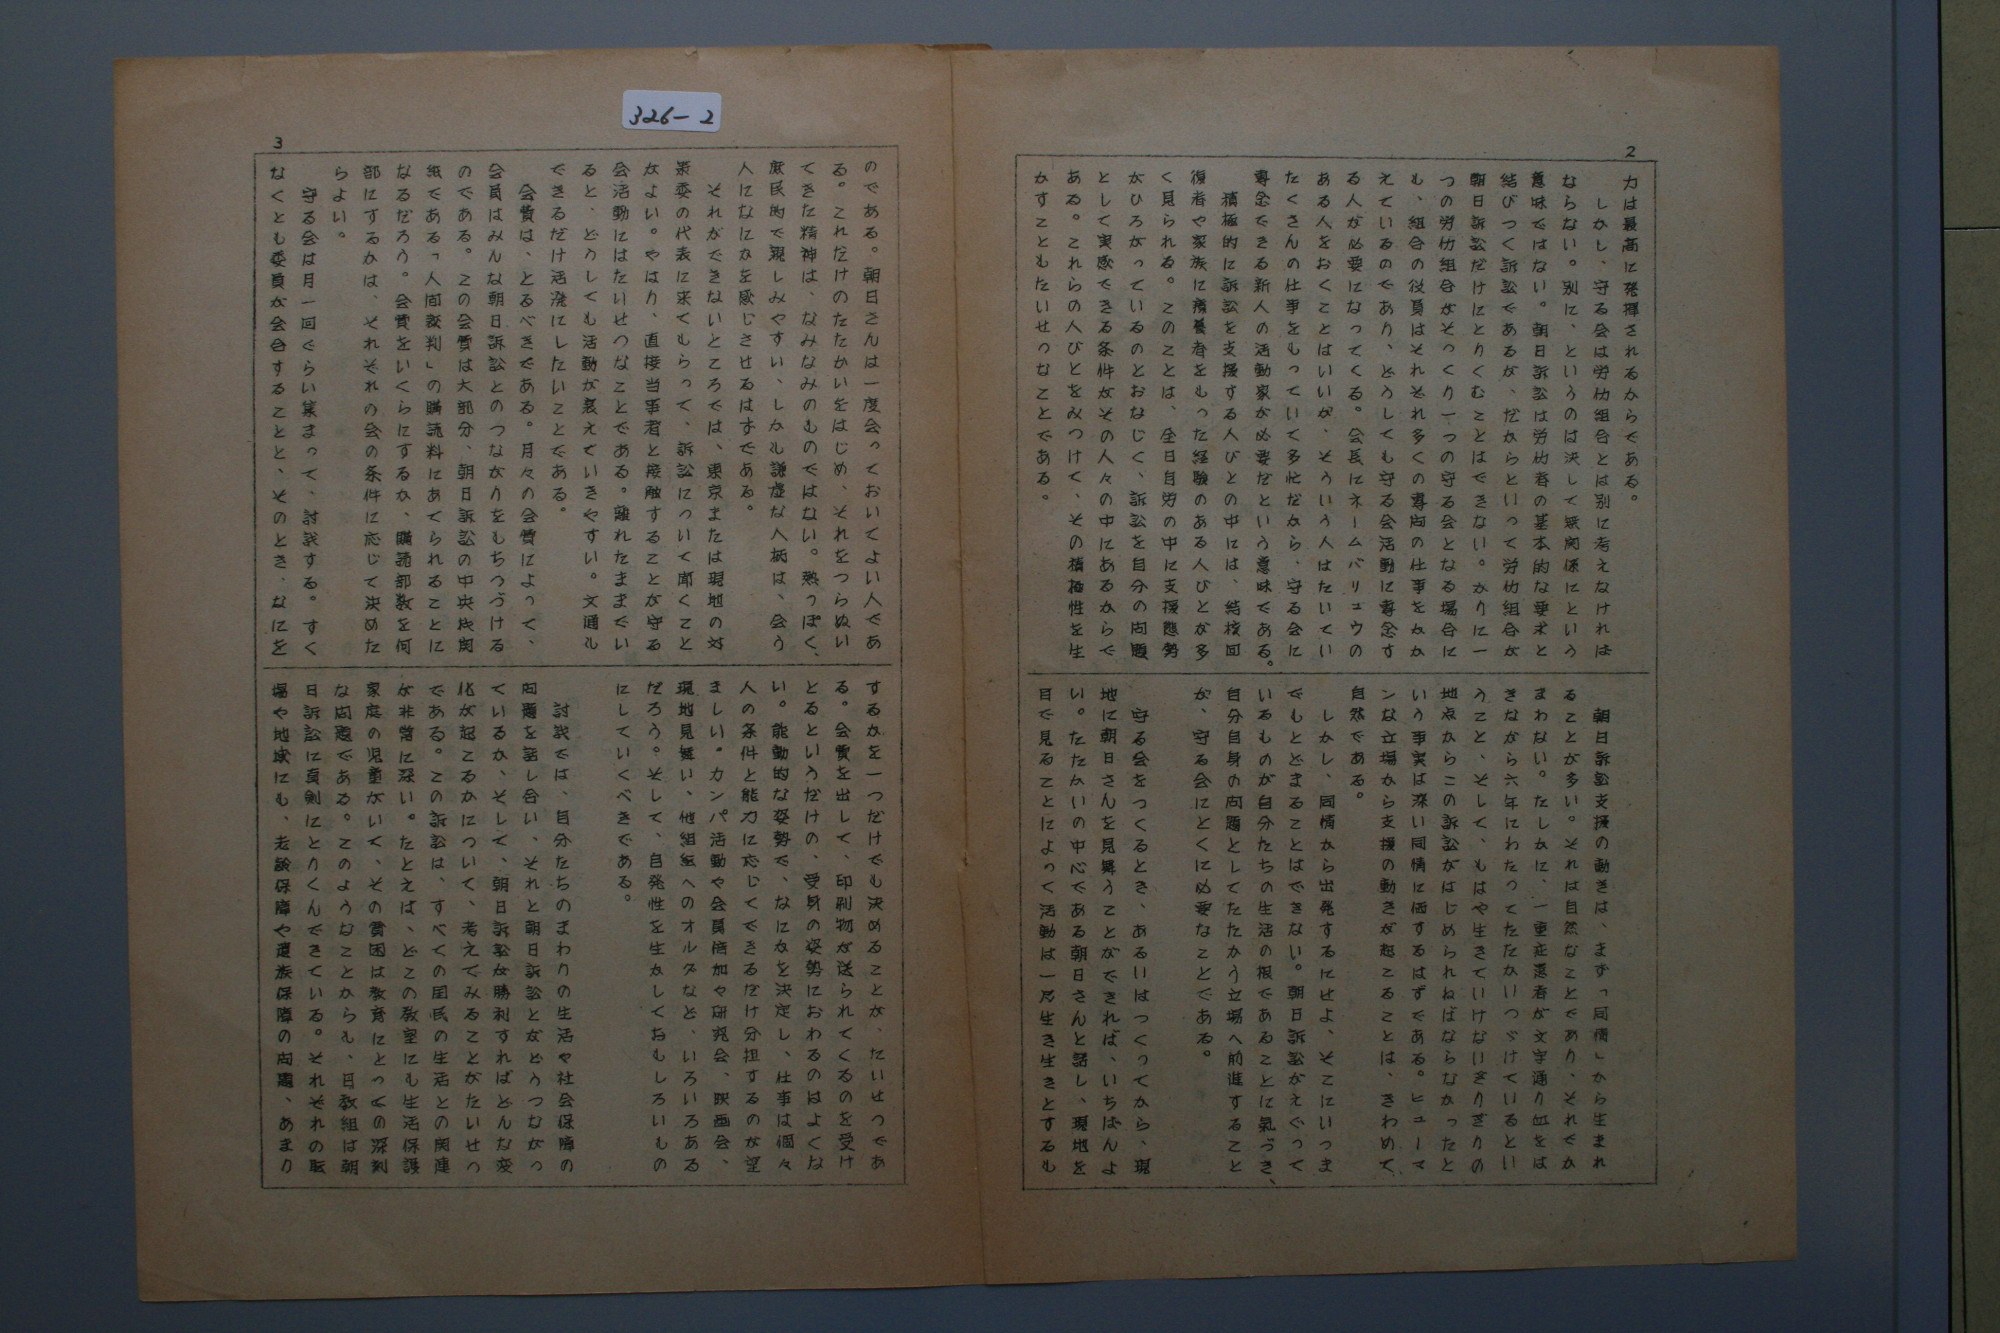 326-2
2
力は最高に発揮されるからである。
しかし、守る会は労仂組合とは別に考えなければ
ならない。別に、というのは決して無関係にという
意味ではない。朝日訴訟は労仂者の基本的な要求と
結びつく訴訟であるが、だからといって労仂組合が
朝日訴訟だけにとりくむことはできない。かりに一
つの労仂組合がそっくり一つの守る会となる場合に
も、組合の役員はそれぞれ多くの専向の仕事をかか
えているのであり、どうしても守る会活動に専念す
る人が必要になってくる。会長にネームバリュウの
ある人をおくことはいいが、そういう人はたいてい
たくさんの仕事をもっていて多忙だから、守る会に
専念できる新人の活動家が必要だという意味である。
積極的に訴訟を支援する人びとの中には、結核回
復者や家族に療養者をもった経験のある人びとが多
く見られる。このことは、全日自労の中に支援態勢
がひろがっているのとおなじく、訴訟を自分の向題
として実感できる条件がその人々の中にあるからで
ある。これらの人びとをみつけて、その積極性を生
かすこともたいせつなことである。
朝日訴訟支援の動きは、まず「同情」から生まれ
ることが多い。それは自然なことであり、それでか
まわない。たしかに、一重症患者が文字通り血をは
きながら六年にわたってたたかいつづけているとい
うこと、そして、もはや生きていけないぎりぎりの
地点からこの訴訟がはじめられねばならなかったと
いう事実は深い同情に価するはずである。ヒューマ
ンな立場から支援の動きが起こることは、きわめて
自然である。
しかし、同情から出発するにせよ、そこにいつま
でもとどまることはできない。朝日訴訟がえぐって
いるものが自分たちの生活の根であることに氣づき、
自分自身の向題としてたたかう立場へ前進すること
が、守る会にとくに必要なことである。
守る会をつくるとき、あるいはつくってから、現
地に朝日さんを見舞うことができれば、いちばんよ
い。たたかいの中心である朝日さんと話し、現地を
目で見ることによって活動は一尺生き生きとするも
3
のである。朝日さんは一度会っておいてよい人であ
る。これだけのたたかいをはじめ、それをつらぬい
てきた精神は、なみなみのものではない。熱っぽく、
庶民的で親しみやすい、しかも謙虚な人柄は、会う
人になにかを感じさせるはずである。
それができないところでは、東京または現地の対
策委の代表に来てもらって、訴訟について聞くこと
がよい。やはり、直接当事者と接触することが守る
会活動にはたいせつなことである。離れたままでい
ると、どうしても活動が衰えていきやすい。文通も
できるだけ活溌にしたいことである。
会費は、とるべきである。月々の会費によって、
会員はみんな朝日訴訟とのつながりをもちつづける
のである。この会費は大部分、朝日訴訟の中央机関
紙である「人間談判」の購読料にあてられることに
なるだろう。会費をいくらにするか、購読部数を何
部にするかは、それぞれの会の条件に応じて決めた
らよい。
守る会は月一回ぐらい集まって、討議する。すく
なくとも委員が会合することと、そのとき、なにを
するかを一つだけでも決めることが、たいせつであ
る。会費を出して、印刷物が送られてくるのを受け
とるというだけの、受身の姿勢におわるのはよくな
い。能動的な姿勢で、なにかを決定し、仕事は個々
人の条件と能力に応じてできるだけ分担するのが望
ましい。カンパ活動や会員倍加や研究会、映画会、
現地見舞い、他組織へのオルグなど、いろいろある
だろう。そして、自発性を生かしておもしろいもの
にしていくべきである。
討議では、自分たちのまわりの生活や社会保障の
向題を話し合い、それと朝日訴訟とがどうつながっ
ているか、そして、朝日訴訟が勝利すればどんな変
化が起こるかについて、考えてみることがたいせつ
である。この訴訟は、すべての国民の生活との関連
が非常に深い。たとえば、どこの教室にも生活保護
家庭の児童がいて、その貧困は教育にとっての深刻
な向題である。このようなことからも、日教組は朝
日訴訟に真剣にとりくんできている。それぞれの職
場や地域にも、老齢保障や遺族保障の向題、あまり